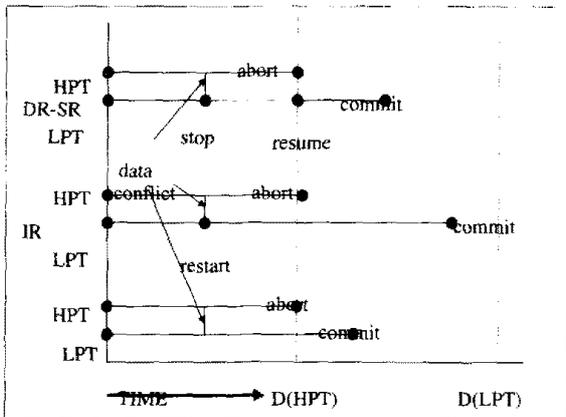 abort
HPT
DR-SR
commit
LPT
stop
resume
data
conflict
HPT
abort
IR
commit
LPT
restart
HPT
abort
commit
LPT
TIME
D(HPT)
D(LPT)